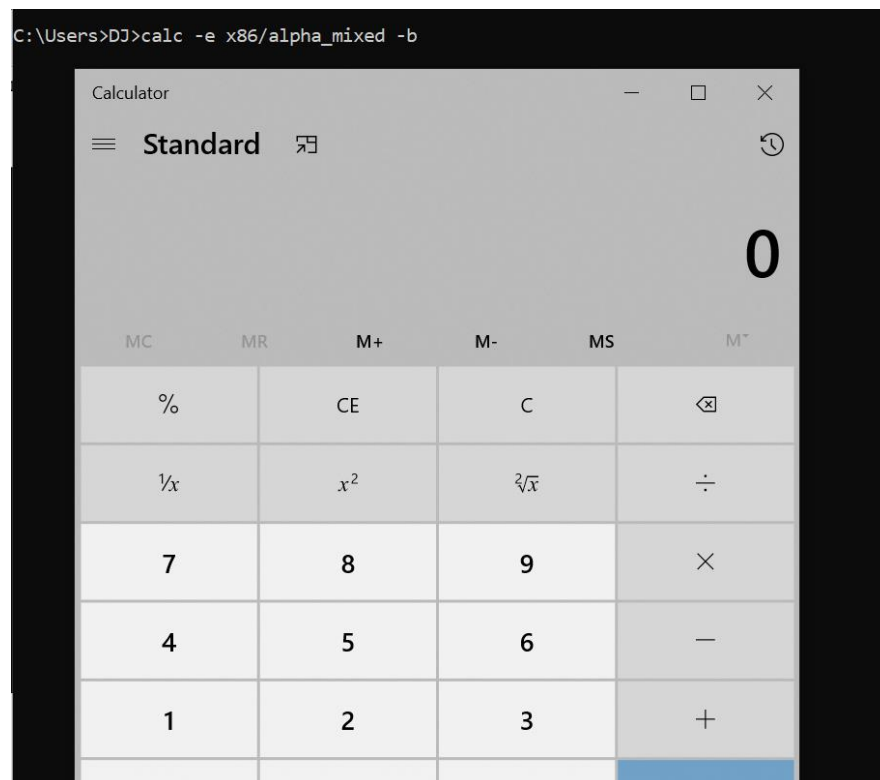 C:\Users>DJ>calc -e x86/alpha_mixed -b
Calculator
Standard
0
MC MR M+ M- MS M
% CE C
1/x x² ²√x ÷
7 8 9 ×
4 5 6 −
1 2 3 +